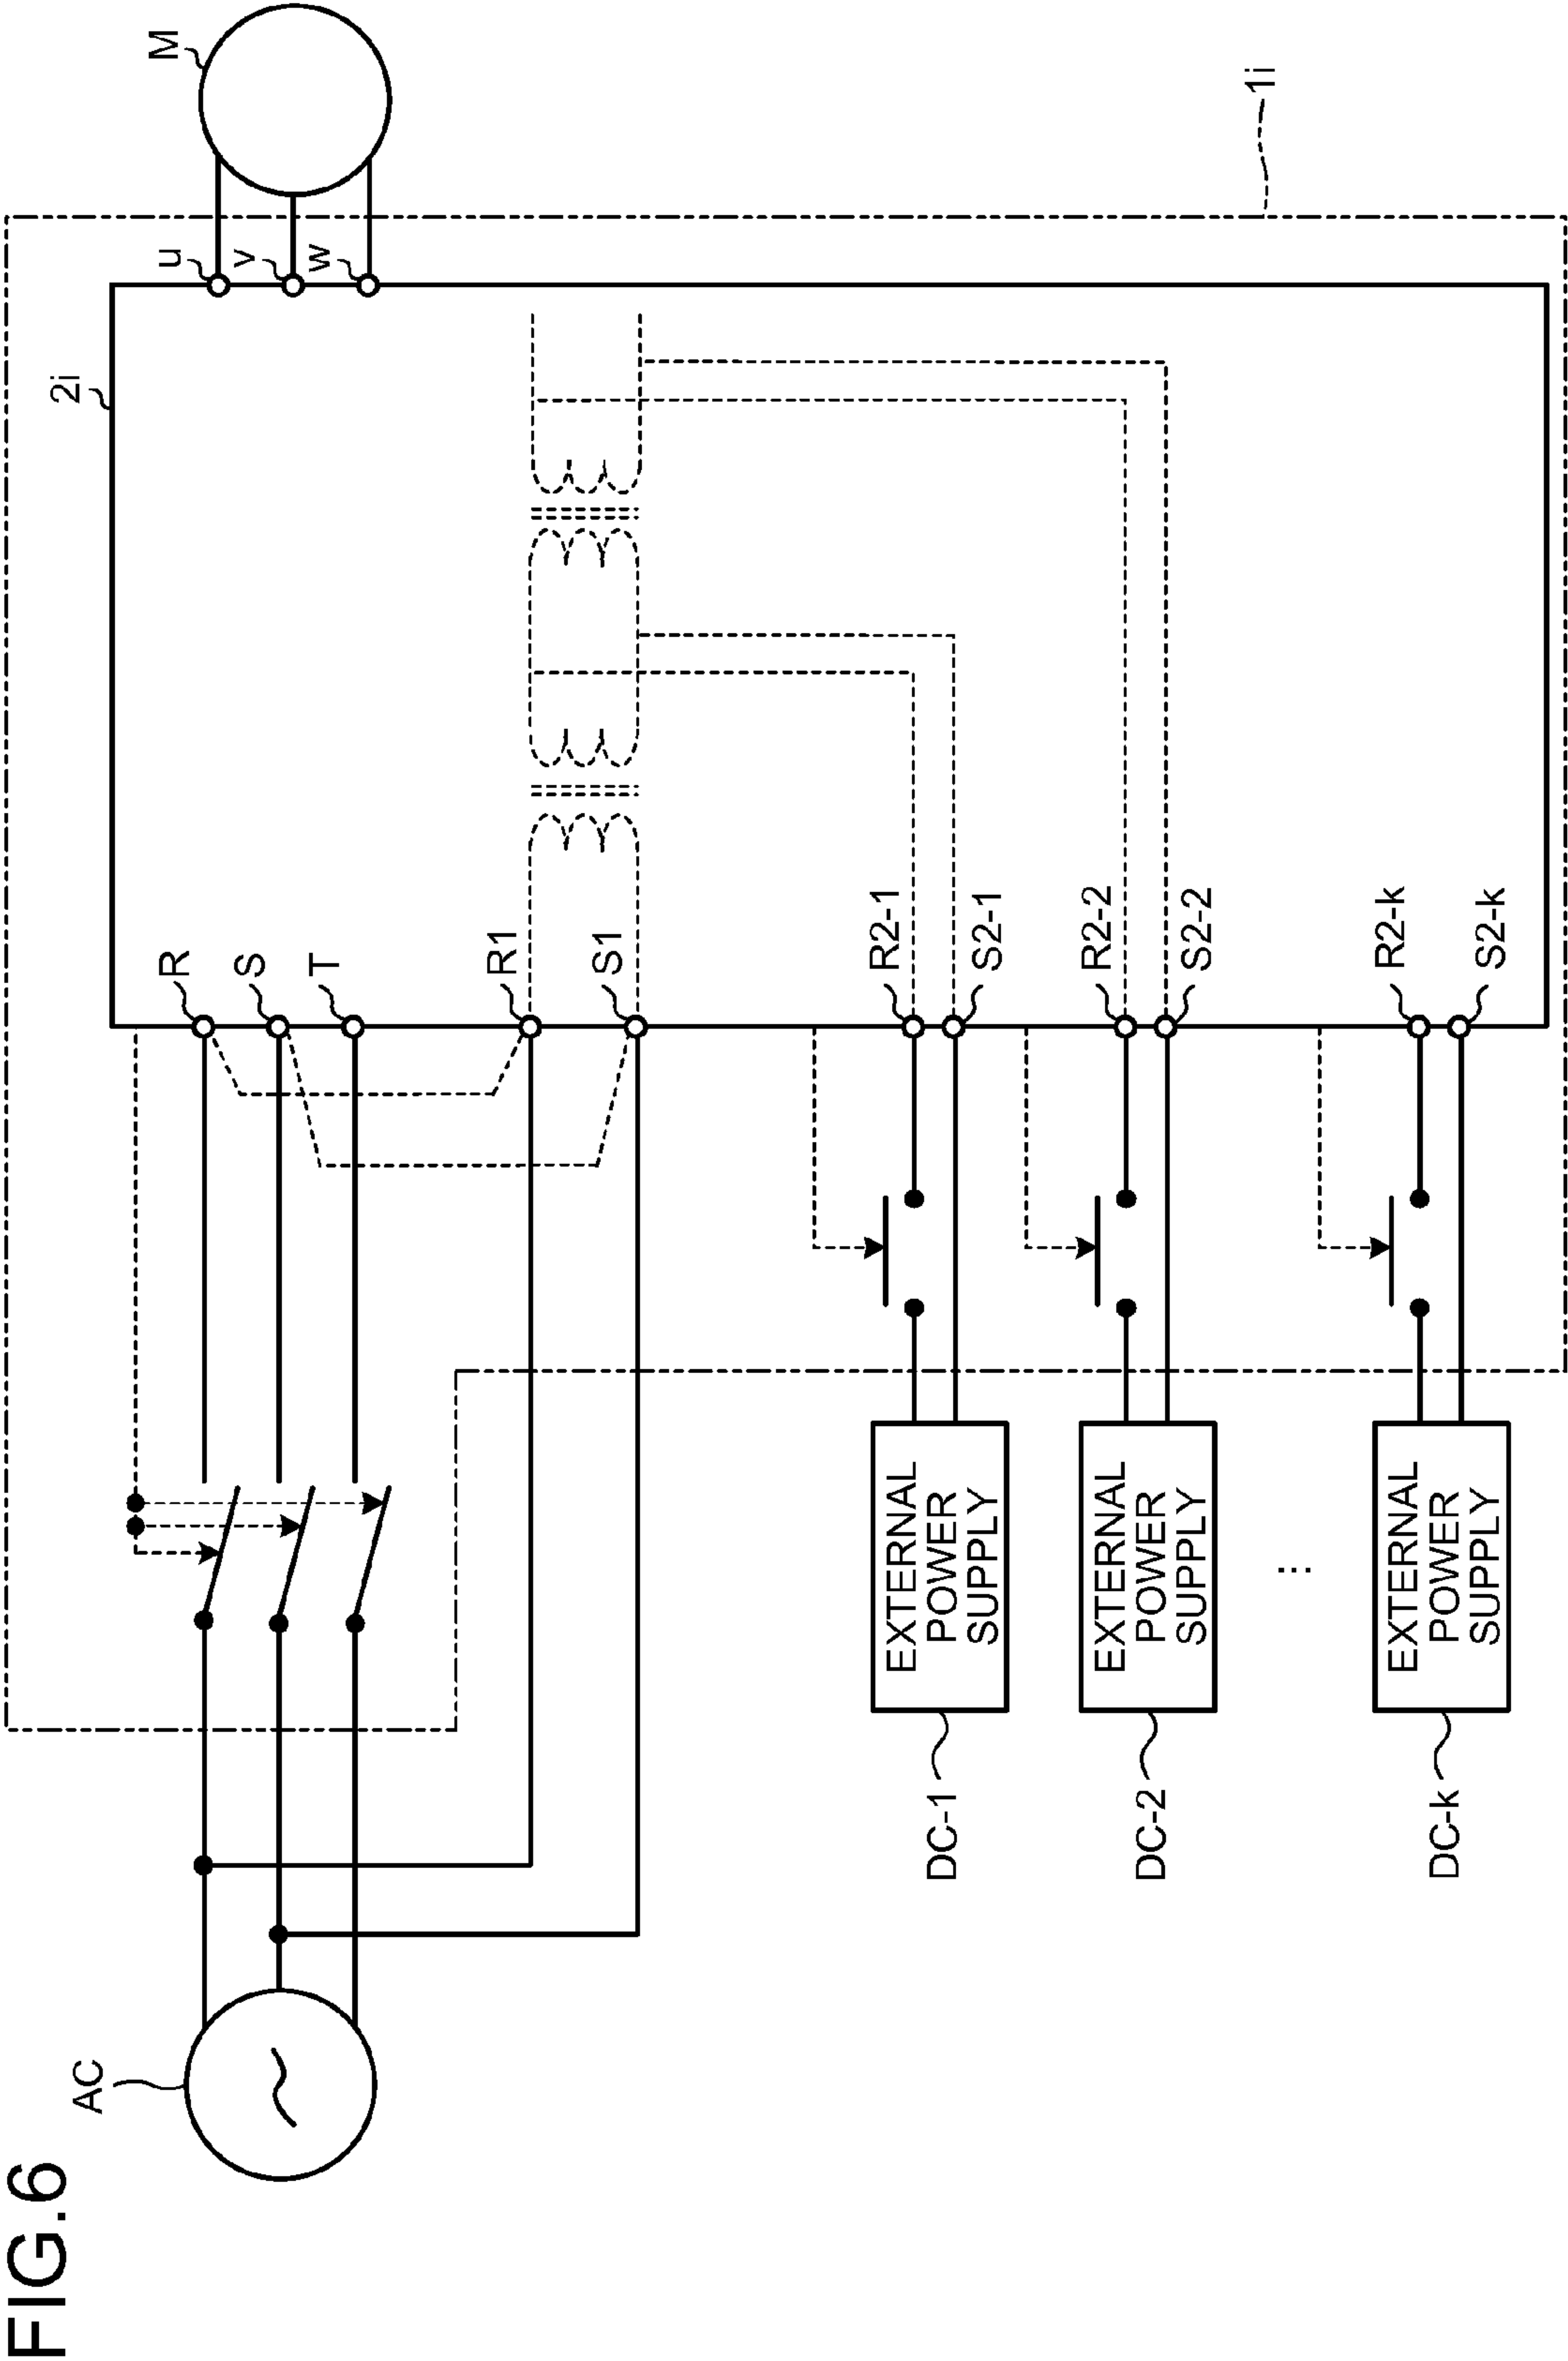 FIG.6
AC
2i
M
u
v
w
R
S
T
R1
S1
R2-1
S2-1
R2-2
S2-2
R2-k
S2-k
1i
EXTERNAL
POWER
SUPPLY
DC-1
EXTERNAL
POWER
SUPPLY
DC-2
...
EXTERNAL
POWER
SUPPLY
DC-k